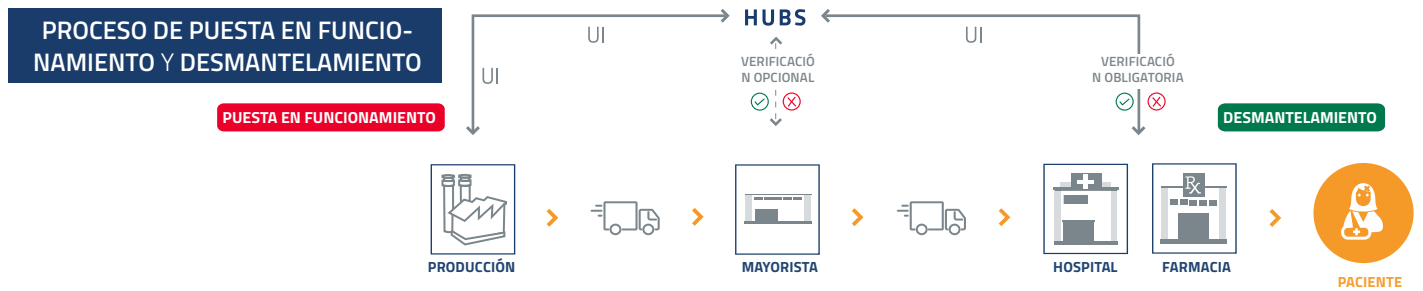 PROCESO DE PUESTA EN FUNCIO-
NAMIENTO Y DESMANTELAMIENTO
HUBS
UI
UI
UI
VERIFICACIÓ
N OPCIONAL
VERIFICACIÓ
N OBLIGATORIA
PUESTA EN FUNCIONAMIENTO
DESMANTELAMIENTO
Rx
PRODUCCIÓN
MAYORISTA
HOSPITAL
FARMACIA
PACIENTE